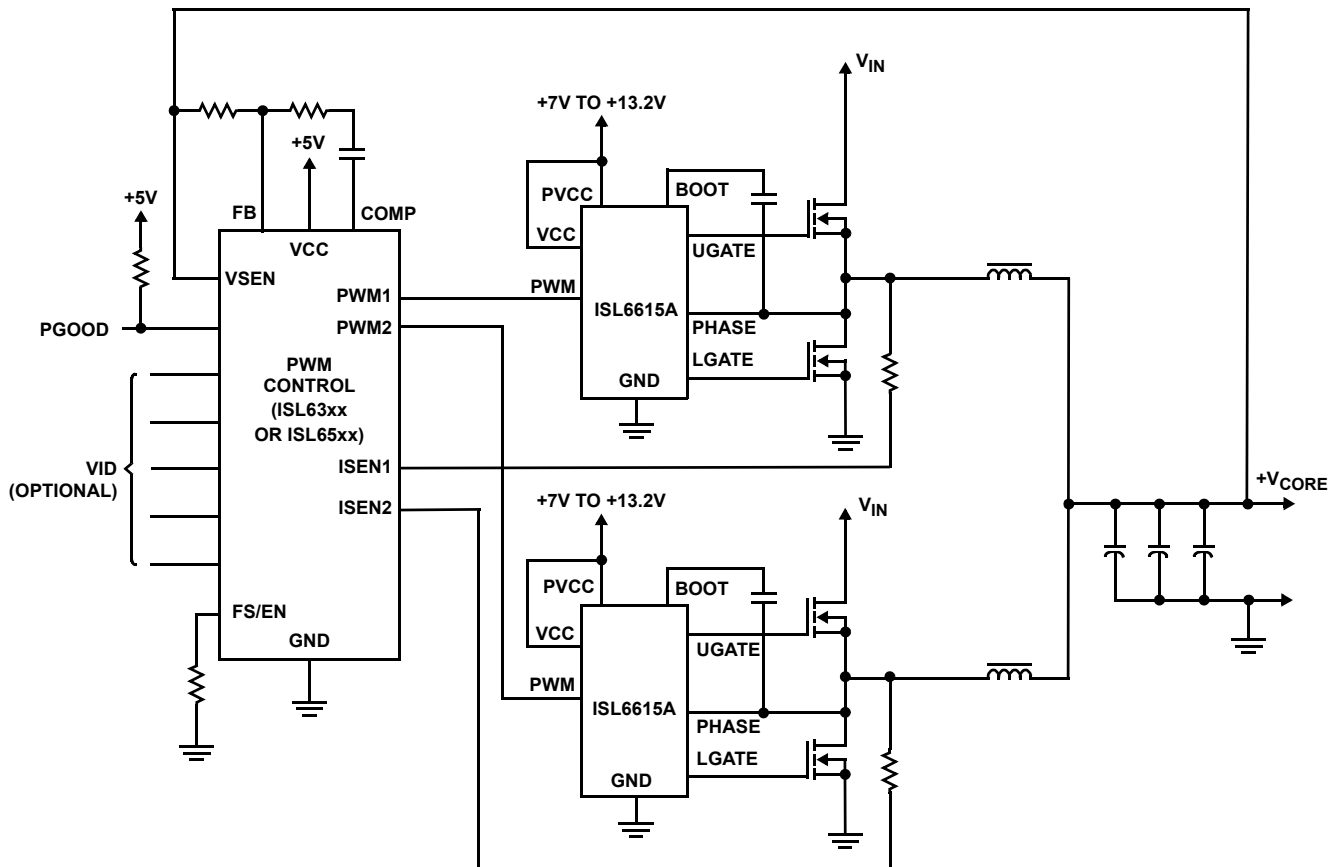 V_IN
+7V TO +13.2V
+5V
+5V
BOOT
PVCC
FB
COMP
VCC
VCC
UGATE
VSEN
PWM1
PWM
ISL6615A
PGOOD
PWM2
PHASE
PWM
CONTROL
(ISL63xx
OR ISL65xx)
LGATE
GND
VID
(OPTIONAL)
ISEN1
ISEN2
+7V TO +13.2V
V_IN
+V_CORE
PVCC
BOOT
FS/EN
VCC
GND
UGATE
PWM
ISL6615A
PHASE
LGATE
GND